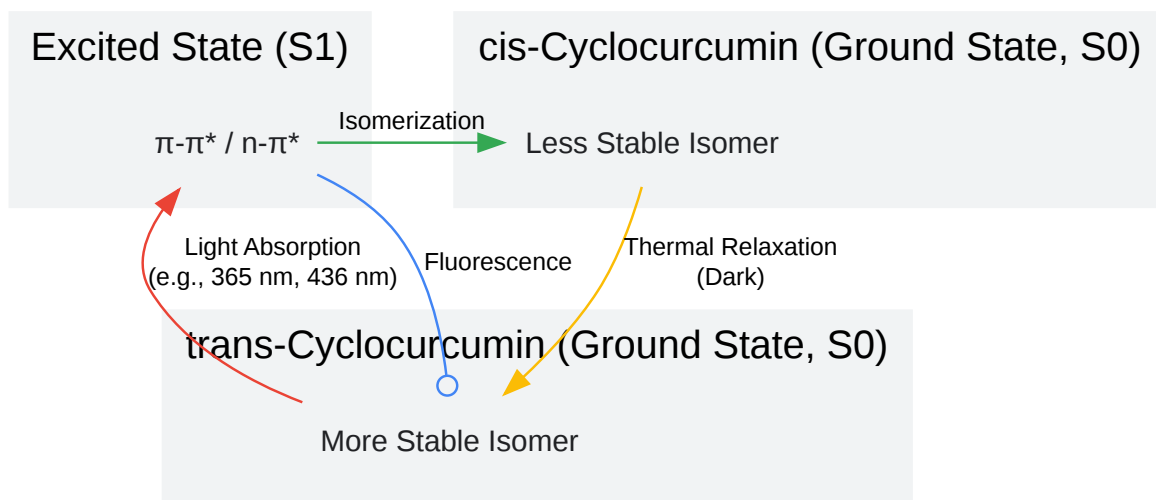 Excited State (S1)
cis-Cyclocurcumin (Ground State, S0)
Isomerization
π-π* / n-π*
Less Stable Isomer
Light Absorption
(e.g., 365 nm, 436 nm)
Fluorescence
Thermal Relaxation
(Dark)
trans-Cyclocurcumin (Ground State, S0)
More Stable Isomer